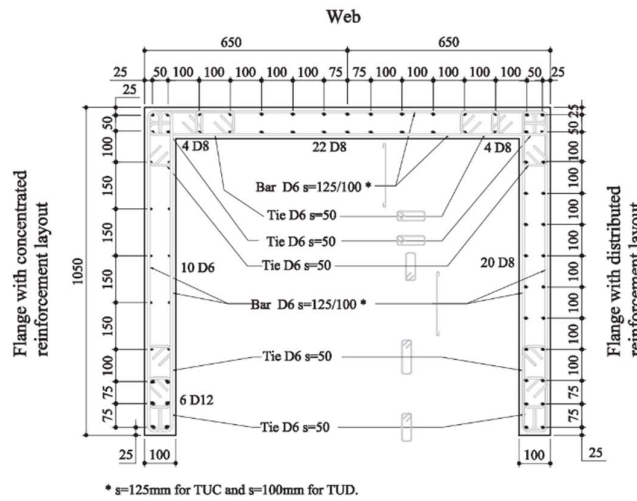 Web
650 650
25 50 100 100 100 100 100 75 75 100 100 100 100 100 50 25
25
50
100
150
150
150
150
100
75
75
25
1050
Flange with concentrated
reinforcement layout
4 D8 22 D8 4 D8
Bar D6 s=125/100 *
Tie D6 s=50
Tie D6 s=50
Tie D6 s=50
10 D6 20 D8
Bar D6 s=125/100 *
Tie D6 s=50
6 D12
Tie D6 s=50
100 100
25
50
100
100
100
100
100
100
100
100
75
75
25
Flange with distributed
reinforcement layout
* s=125mm for TUC and s=100mm for TUD.